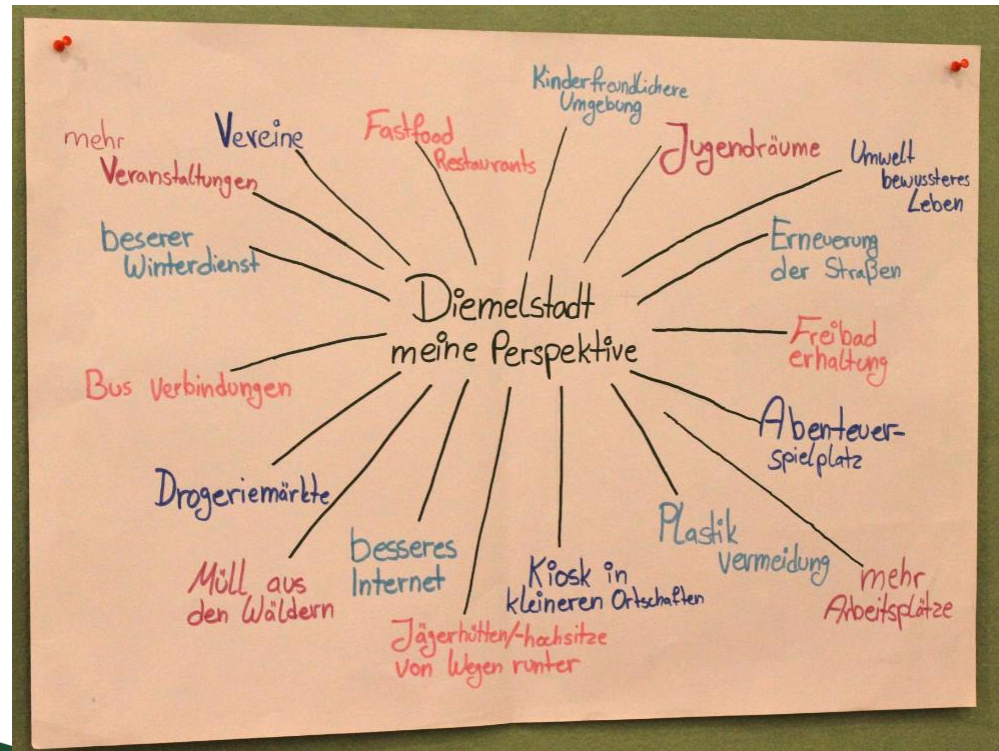 Kinderfreundlichere
Umgebung
Fastfood
Restaurants
Vereine
mehr
Veranstaltungen
Jugendräume
Umwelt
bewussteres
Leben
beserer
Winterdienst
Erneuerung
der Straßen
Diemelstadt
meine Perspektive
Freibad
erhaltung
Bus verbindungen
Abenteuer-
spielplatz
Drogeriemärkte
Plastik
vermeidung
besseres
Internet
Kiosk in
kleineren Ortschaften
Müll aus
den Wäldern
mehr
Arbeitsplätze
Jägerhütten/-hochsitze
von Wegen runter